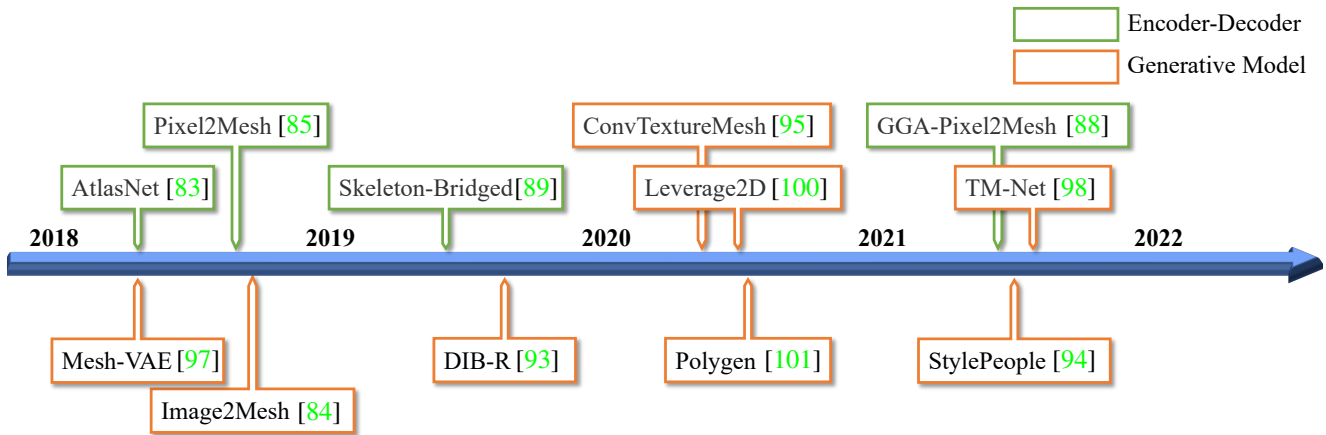 Encoder-Decoder
Generative Model
Pixel2Mesh [85]
ConvTextureMesh [95]
GGA-Pixel2Mesh [88]
AtlasNet [83]
Skeleton-Bridged[89]
Leverage2D [100]
TM-Net [98]
2018
2019
2020
2021
2022
Mesh-VAE [97]
DIB-R [93]
Polygen [101]
StylePeople [94]
Image2Mesh [84]